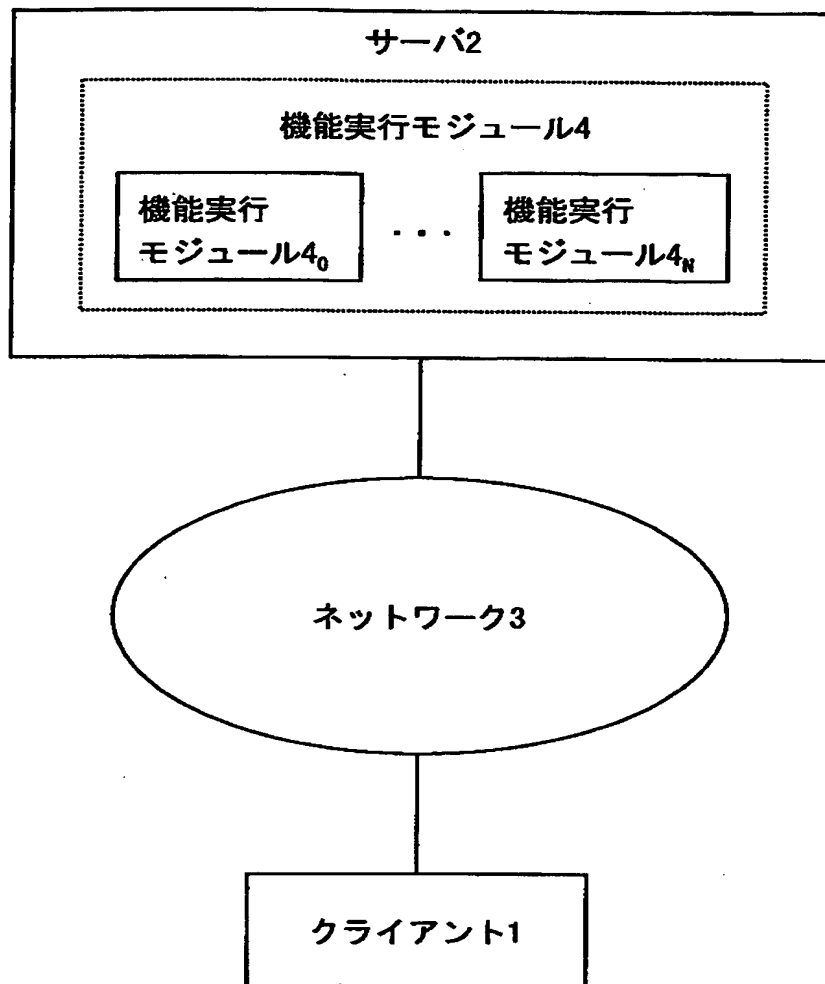 サーバ2
機能実行モジュール4
機能実行
モジュール4₀
...
機能実行
モジュール4N
ネットワーク3
クライアント1